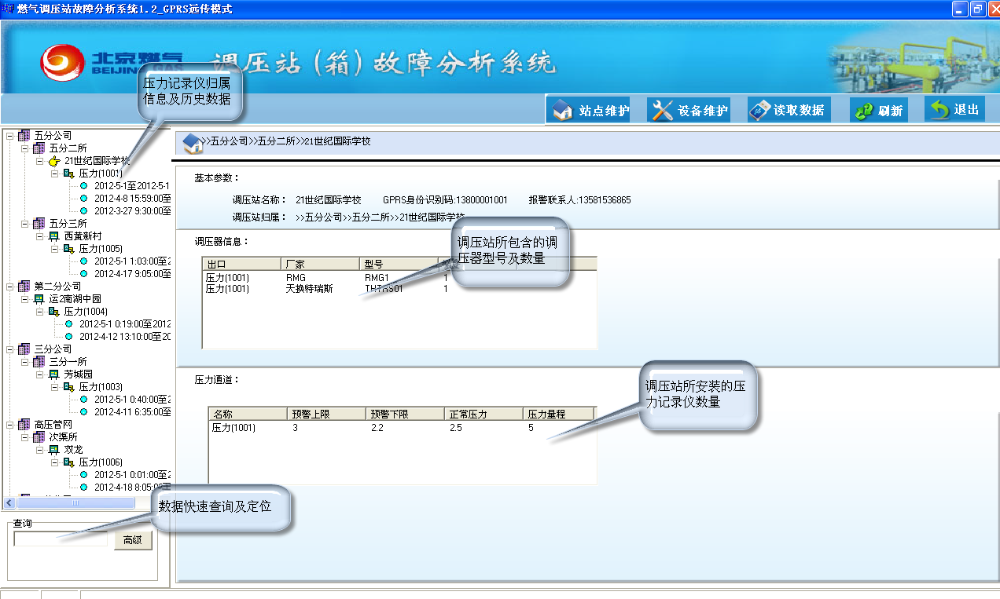 燃气调压站故障分析系统1.2_GPRS远传模式
北京燃气
BEIJING GAS
调压站（箱）故障分析系统
压力记录仪归属
信息及历史数据
站点维护
设备维护
读取数据
刷新
退出
五分公司
五分二所
21世纪国际学校
压力(1001)
2012-5-1至2012-5-1
2012-4-8 15:59:00至
2012-3-27 9:30:00至
五分三所
西黄新村
压力(1005)
2012-5-1 1:03:00至2
2012-4-17 9:05:00至
第二分公司
运2南湖中园
压力(1004)
2012-5-1 0:19:00至2012
2012-4-12 13:10:00至20
三分公司
三分一所
芳城园
压力(1003)
2012-5-1 0:40:00至2
2012-4-11 6:35:00至
高压管网
次渠所
双龙
压力(1006)
2012-5-1 0:01:00至2
2012-4-18 8:05:00至
数据快速查询及定位
查询
高级
>>五分公司>>五分二所>>21世纪国际学校
基本参数：
调压站名称： 21世纪国际学校 GPRS身份识别码:13800001001 报警联系人:13581536865
调压站归属： >>五分公司>>五分二所>>21世纪国际学校
调压器信息：
调压站所包含的调
压器型号及数量
出口 厂家 型号
压力(1001) RMG RMG1 1
压力(1001) 天换特瑞斯 1
压力通道：
调压站所安装的压
力记录仪数量
名称 预警上限 预警下限 正常压力 压力量程
压力(1001) 3 2.2 2.5 5